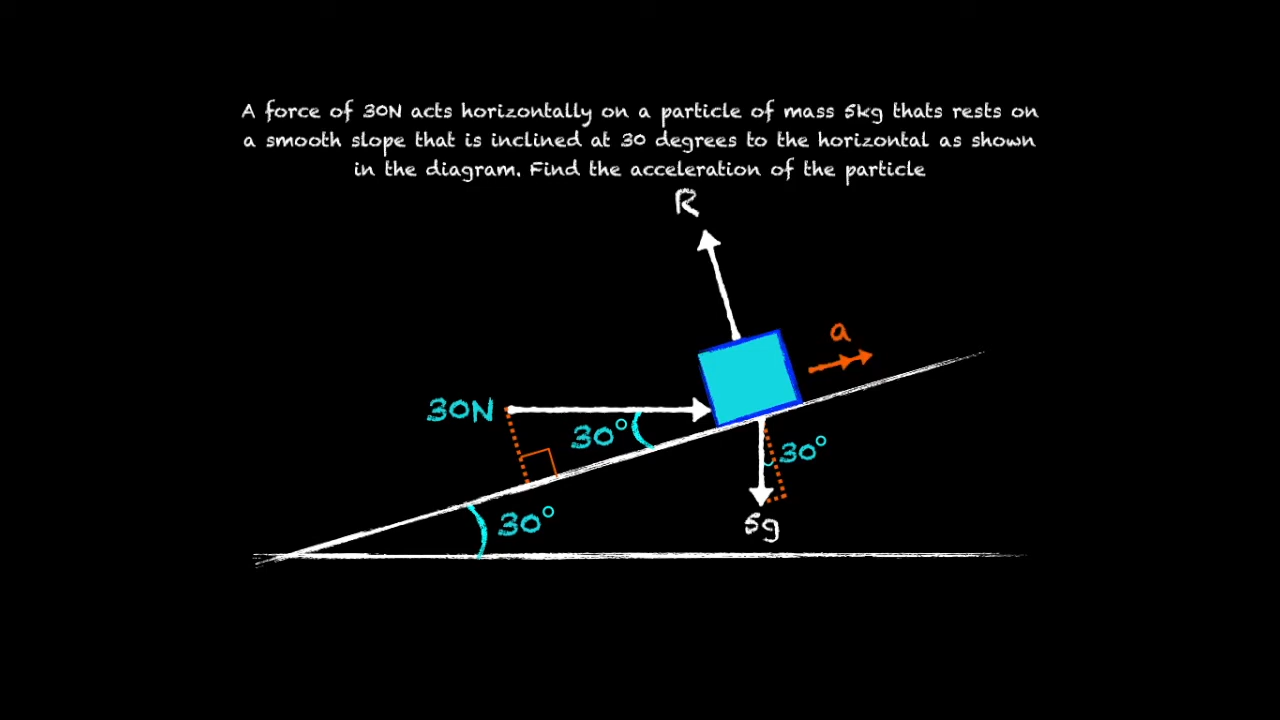 A force of 30N acts horizontally on a particle of mass 5kg thats rests on
a smooth slope that is inclined at 30 degrees to the horizontal as shown
in the diagram. Find the acceleration of the particle
R
a
30N
30°
30°
30°
5g